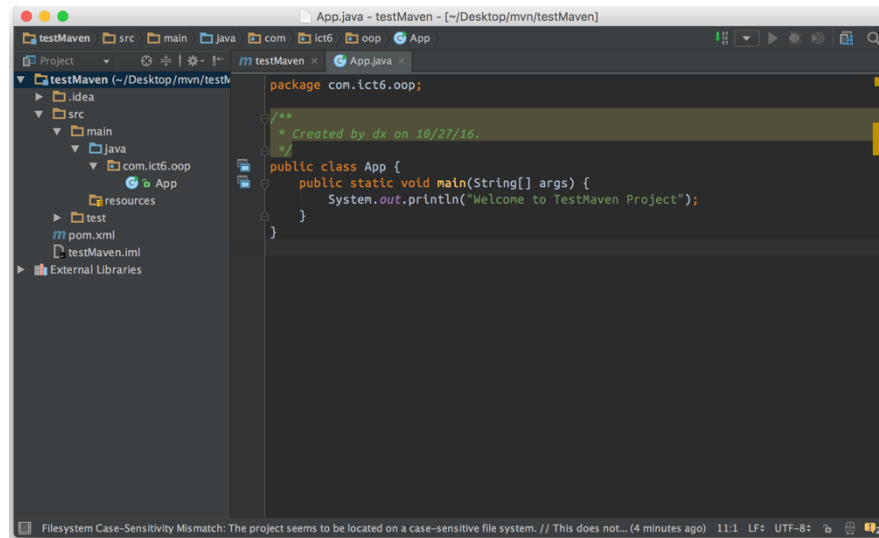 App.java - testMaven - [~/Desktop/mvn/testMaven]
testMaven src main java com ict6 oop App
Project
testMaven App.java
testMaven (~/Desktop/mvn/testM
.idea
src
main
java
com.ict6.oop
App
resources
test
pom.xml
testMaven.iml
External Libraries
package com.ict6.oop;
/**
* Created by dx on 10/27/16.
*/
public class App {
public static void main(String[] args) {
System.out.println("Welcome to TestMaven Project");
}
}
Filesystem Case-Sensitivity Mismatch: The project seems to be located on a case-sensitive file system. // This does not... (4 minutes ago) 11:1 LF UTF-8